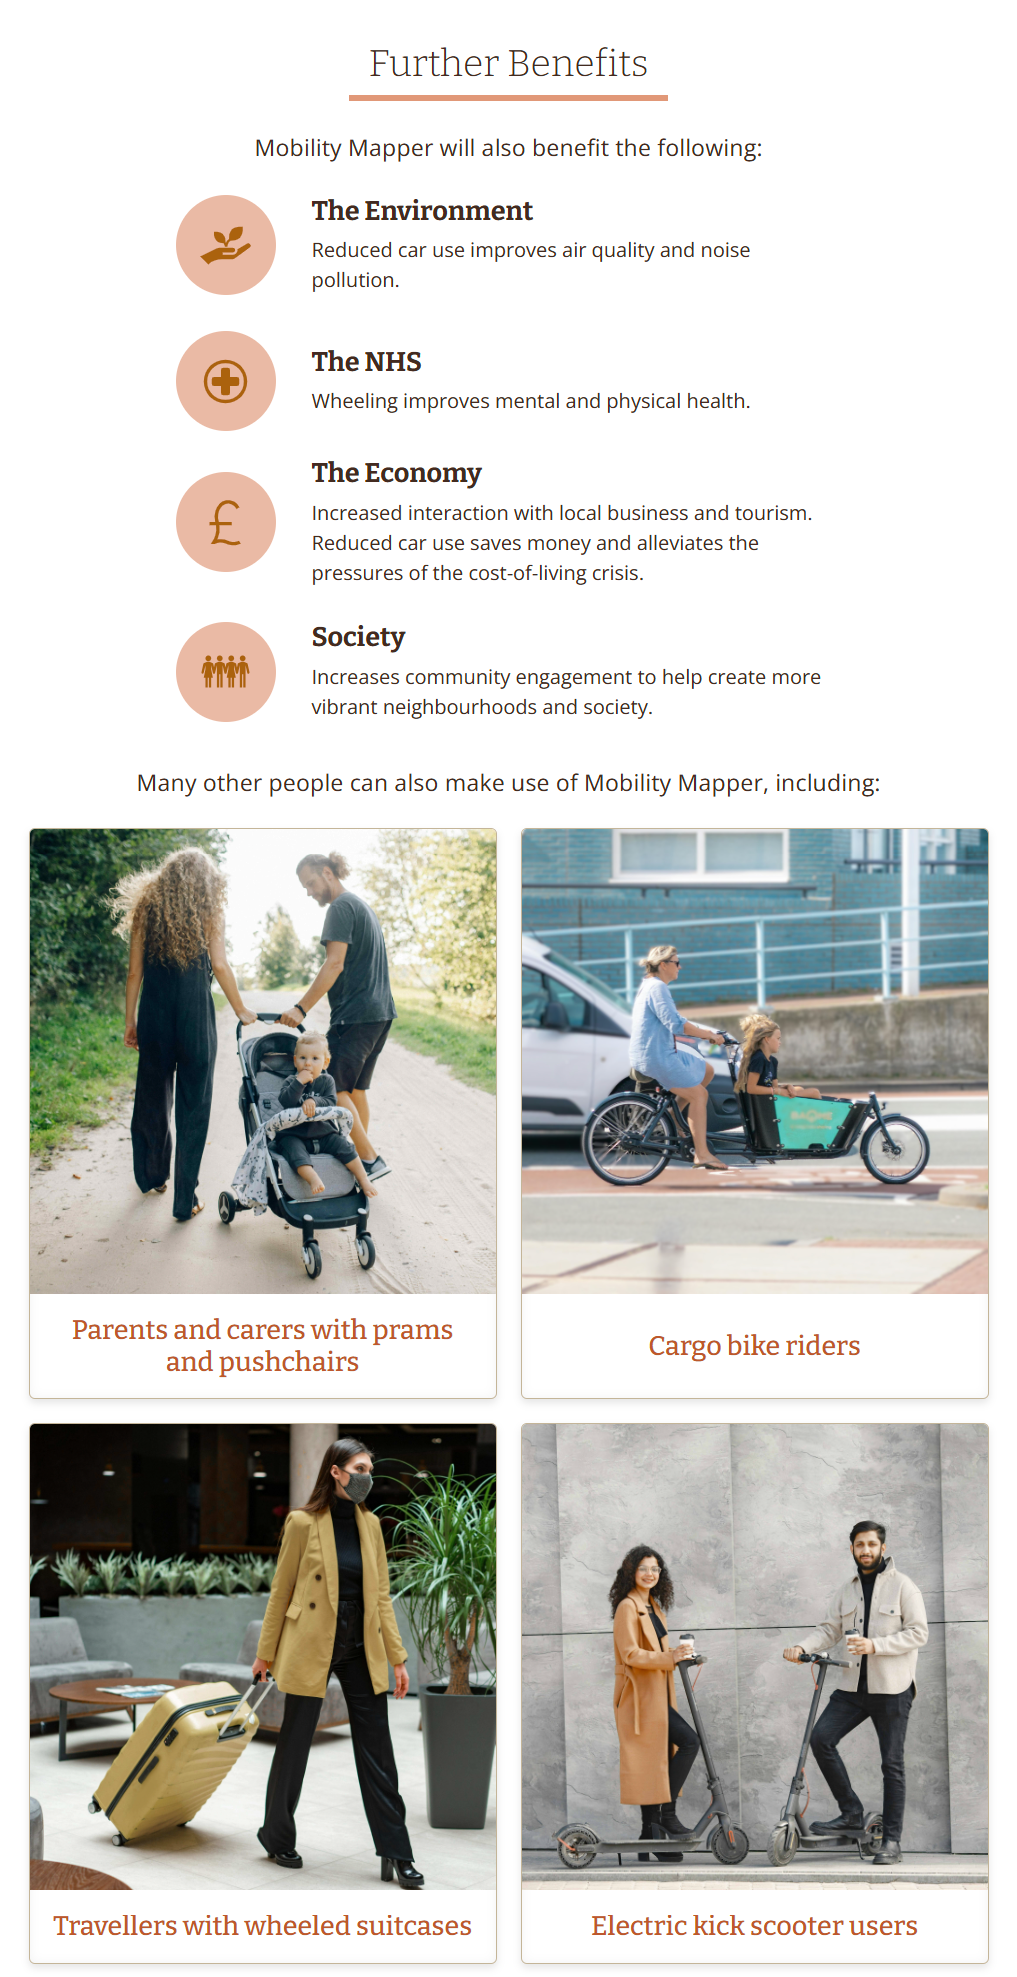 Further Benefits
Mobility Mapper will also benefit the following:
The Environment
Reduced car use improves air quality and noise
pollution.
The NHS
Wheeling improves mental and physical health.
The Economy
Increased interaction with local business and tourism.
Reduced car use saves money and alleviates the
pressures of the cost-of-living crisis.
Society
Increases community engagement to help create more
vibrant neighbourhoods and society.
Many other people can also make use of Mobility Mapper, including:
Parents and carers with prams
and pushchairs
Cargo bike riders
Travellers with wheeled suitcases
Electric kick scooter users